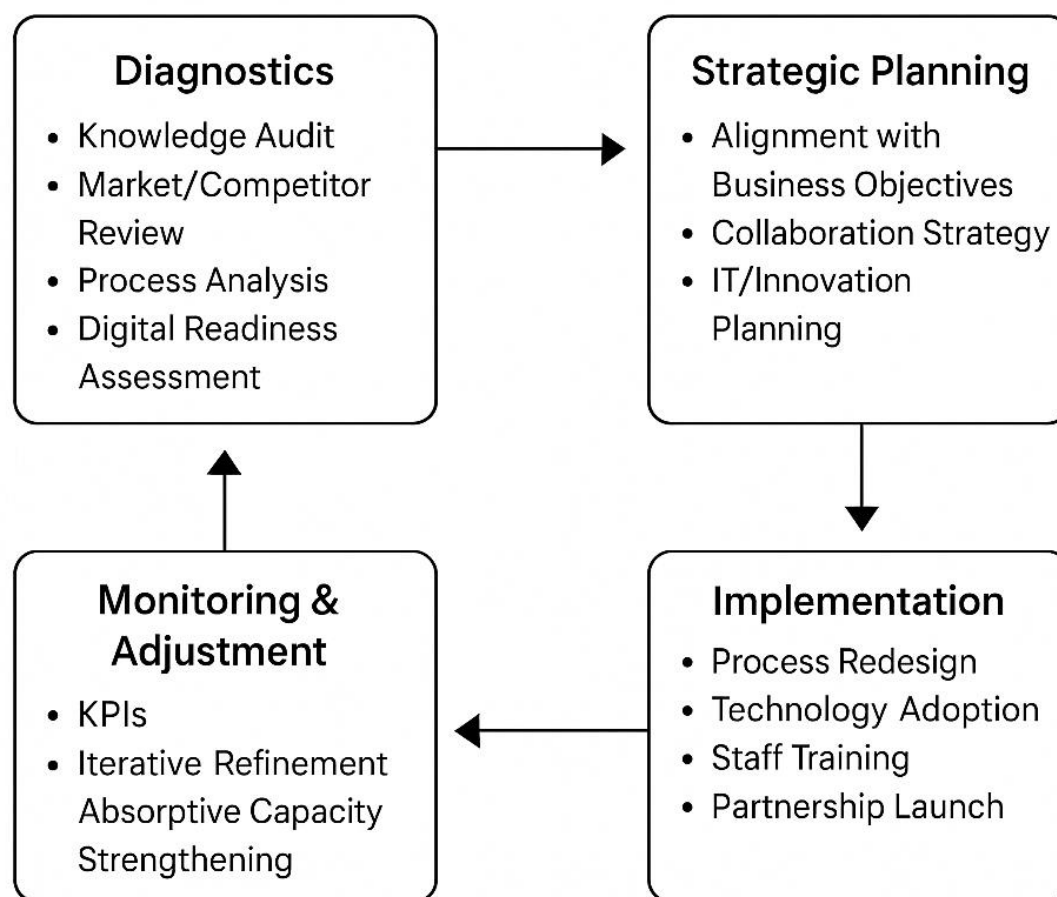 Diagnostics
• Knowledge Audit
• Market/Competitor
Review
• Process Analysis
• Digital Readiness
Assessment
Strategic Planning
• Alignment with
Business Objectives
• Collaboration Strategy
• IT/Innovation
Planning
Implementation
• Process Redesign
• Technology Adoption
• Staff Training
• Partnership Launch
Monitoring &
Adjustment
• KPIs
• Iterative Refinement
Absorptive Capacity
Strengthening